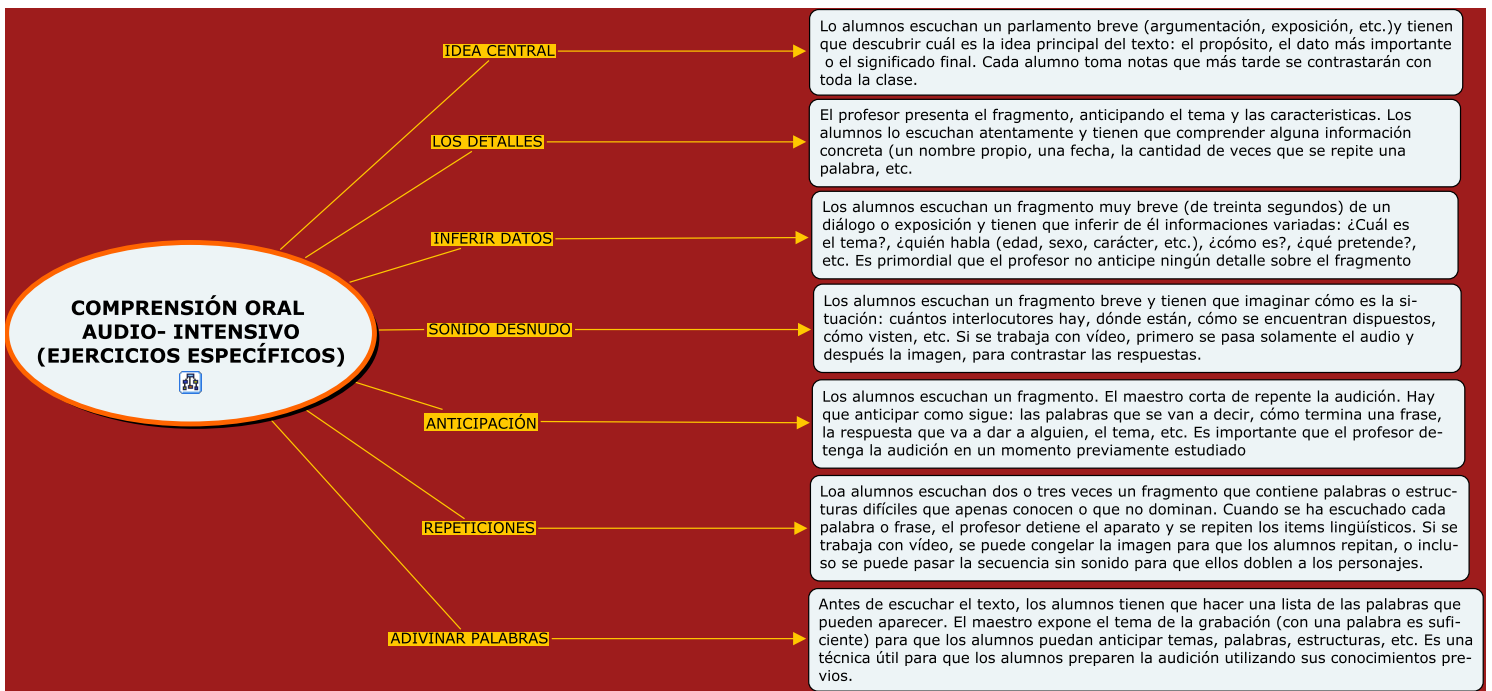 COMPRENSIÓN ORAL
AUDIO- INTENSIVO
(EJERCICIOS ESPECÍFICOS)
IDEA CENTRAL
Lo alumnos escuchan un parlamento breve (argumentación, exposición, etc.)y tienen
que descubrir cuál es la idea principal del texto: el propósito, el dato más importante
o el significado final. Cada alumno toma notas que más tarde se contrastarán con
toda la clase.
LOS DETALLES
El profesor presenta el fragmento, anticipando el tema y las caracteristicas. Los
alumnos lo escuchan atentamente y tienen que comprender alguna información
concreta (un nombre propio, una fecha, la cantidad de veces que se repite una
palabra, etc.
INFERIR DATOS
Los alumnos escuchan un fragmento muy breve (de treinta segundos) de un
diálogo o exposición y tienen que inferir de él informaciones variadas: ¿Cuál es
el tema?, ¿quién habla (edad, sexo, carácter, etc.), ¿cómo es?, ¿qué pretende?,
etc. Es primordial que el profesor no anticipe ningún detalle sobre el fragmento
SONIDO DESNUDO
Los alumnos escuchan un fragmento breve y tienen que imaginar cómo es la si-
tuación: cuántos interlocutores hay, dónde están, cómo se encuentran dispuestos,
cómo visten, etc. Si se trabaja con vídeo, primero se pasa solamente el audio y
después la imagen, para contrastar las respuestas.
ANTICIPACIÓN
Los alumnos escuchan un fragmento. El maestro corta de repente la audición. Hay
que anticipar como sigue: las palabras que se van a decir, cómo termina una frase,
la respuesta que va a dar a alguien, el tema, etc. Es importante que el profesor de-
tenga la audición en un momento previamente estudiado
REPETICIONES
Loa alumnos escuchan dos o tres veces un fragmento que contiene palabras o estruc-
turas difíciles que apenas conocen o que no dominan. Cuando se ha escuchado cada
palabra o frase, el profesor detiene el aparato y se repiten los items lingüísticos. Si se
trabaja con vídeo, se puede congelar la imagen para que los alumnos repitan, o inclu-
so se puede pasar la secuencia sin sonido para que ellos doblen a los personajes.
ADIVINAR PALABRAS
Antes de escuchar el texto, los alumnos tienen que hacer una lista de las palabras que
pueden aparecer. El maestro expone el tema de la grabación (con una palabra es sufi-
ciente) para que los alumnos puedan anticipar temas, palabras, estructuras, etc. Es una
técnica útil para que los alumnos preparen la audición utilizando sus conocimientos pre-
vios.